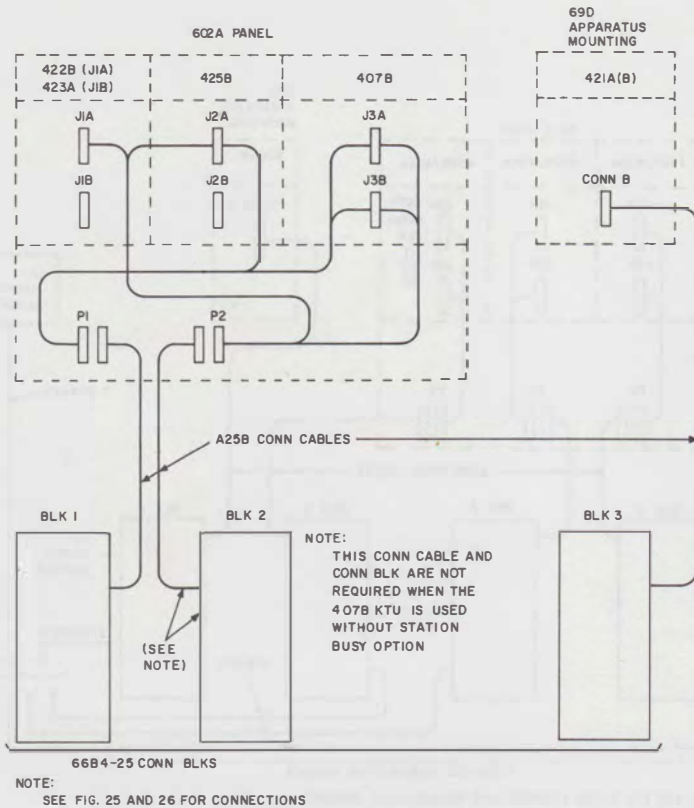 602A PANEL
69D
APPARATUS
MOUNTING
422B (J1A)
423A (J1B)
425B
407B
421A(B)
J1A
J2A
J3A
J1B
J2B
J3B
CONN B
P1
P2
A25B CONN CABLES
BLK 1
BLK 2
BLK 3
NOTE:
THIS CONN CABLE AND
CONN BLK ARE NOT
REQUIRED WHEN THE
407B KTU IS USED
WITHOUT STATION
BUSY OPTION
(SEE
NOTE)
66B4-25 CONN BLKS
NOTE:
SEE FIG. 25 AND 26 FOR CONNECTIONS